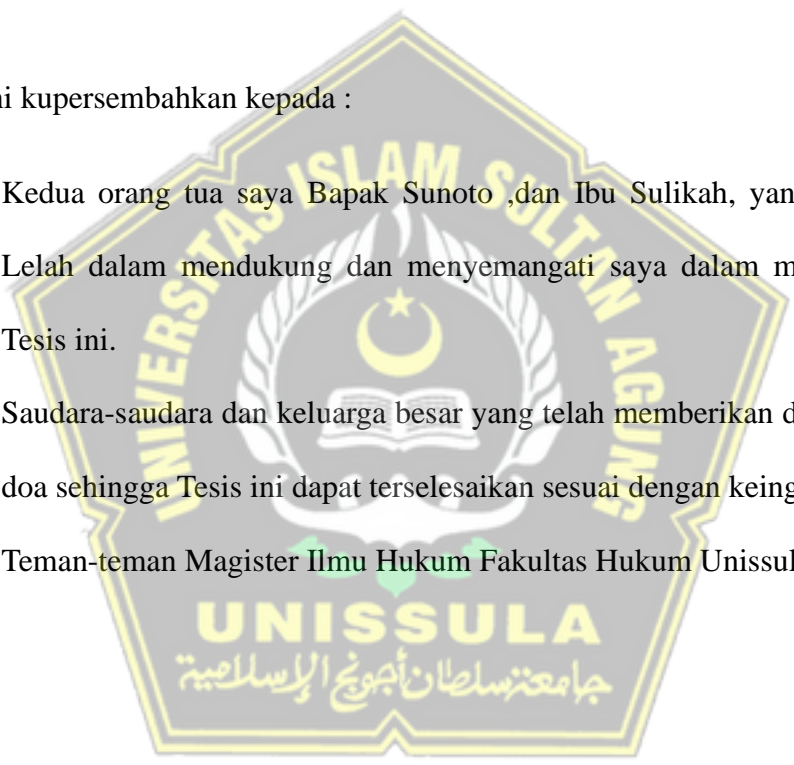 ni kupersembahkan kepada :
Kedua orang tua saya Bapak Sunoto ,dan Ibu Sulikah, yan
Lelah dalam mendukung dan menyemangati saya dalam m
Tesis ini.
Saudara-saudara dan keluarga besar yang telah memberikan d
doa sehingga Tesis ini dapat terselesaikan sesuai dengan keing
Teman-teman Magister Ilmu Hukum Fakultas Hukum Unissul
UNIVERSITAS ISLAM SULTAN AGUNG
UNISSULA
جامعتنسلطان أجونج الإسلامية